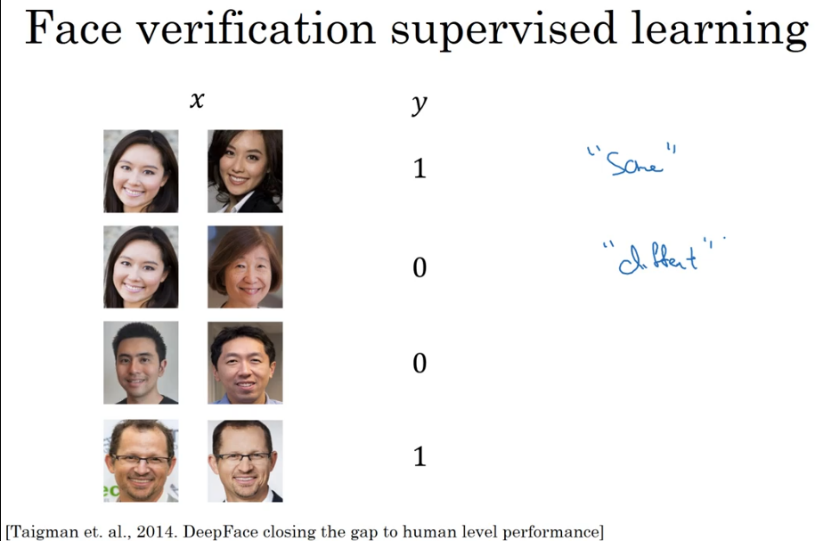 Face verification supervised learning
x y
1 "Same"
0 "different"
0
1
[Taigman et. al., 2014. DeepFace closing the gap to human level performance]